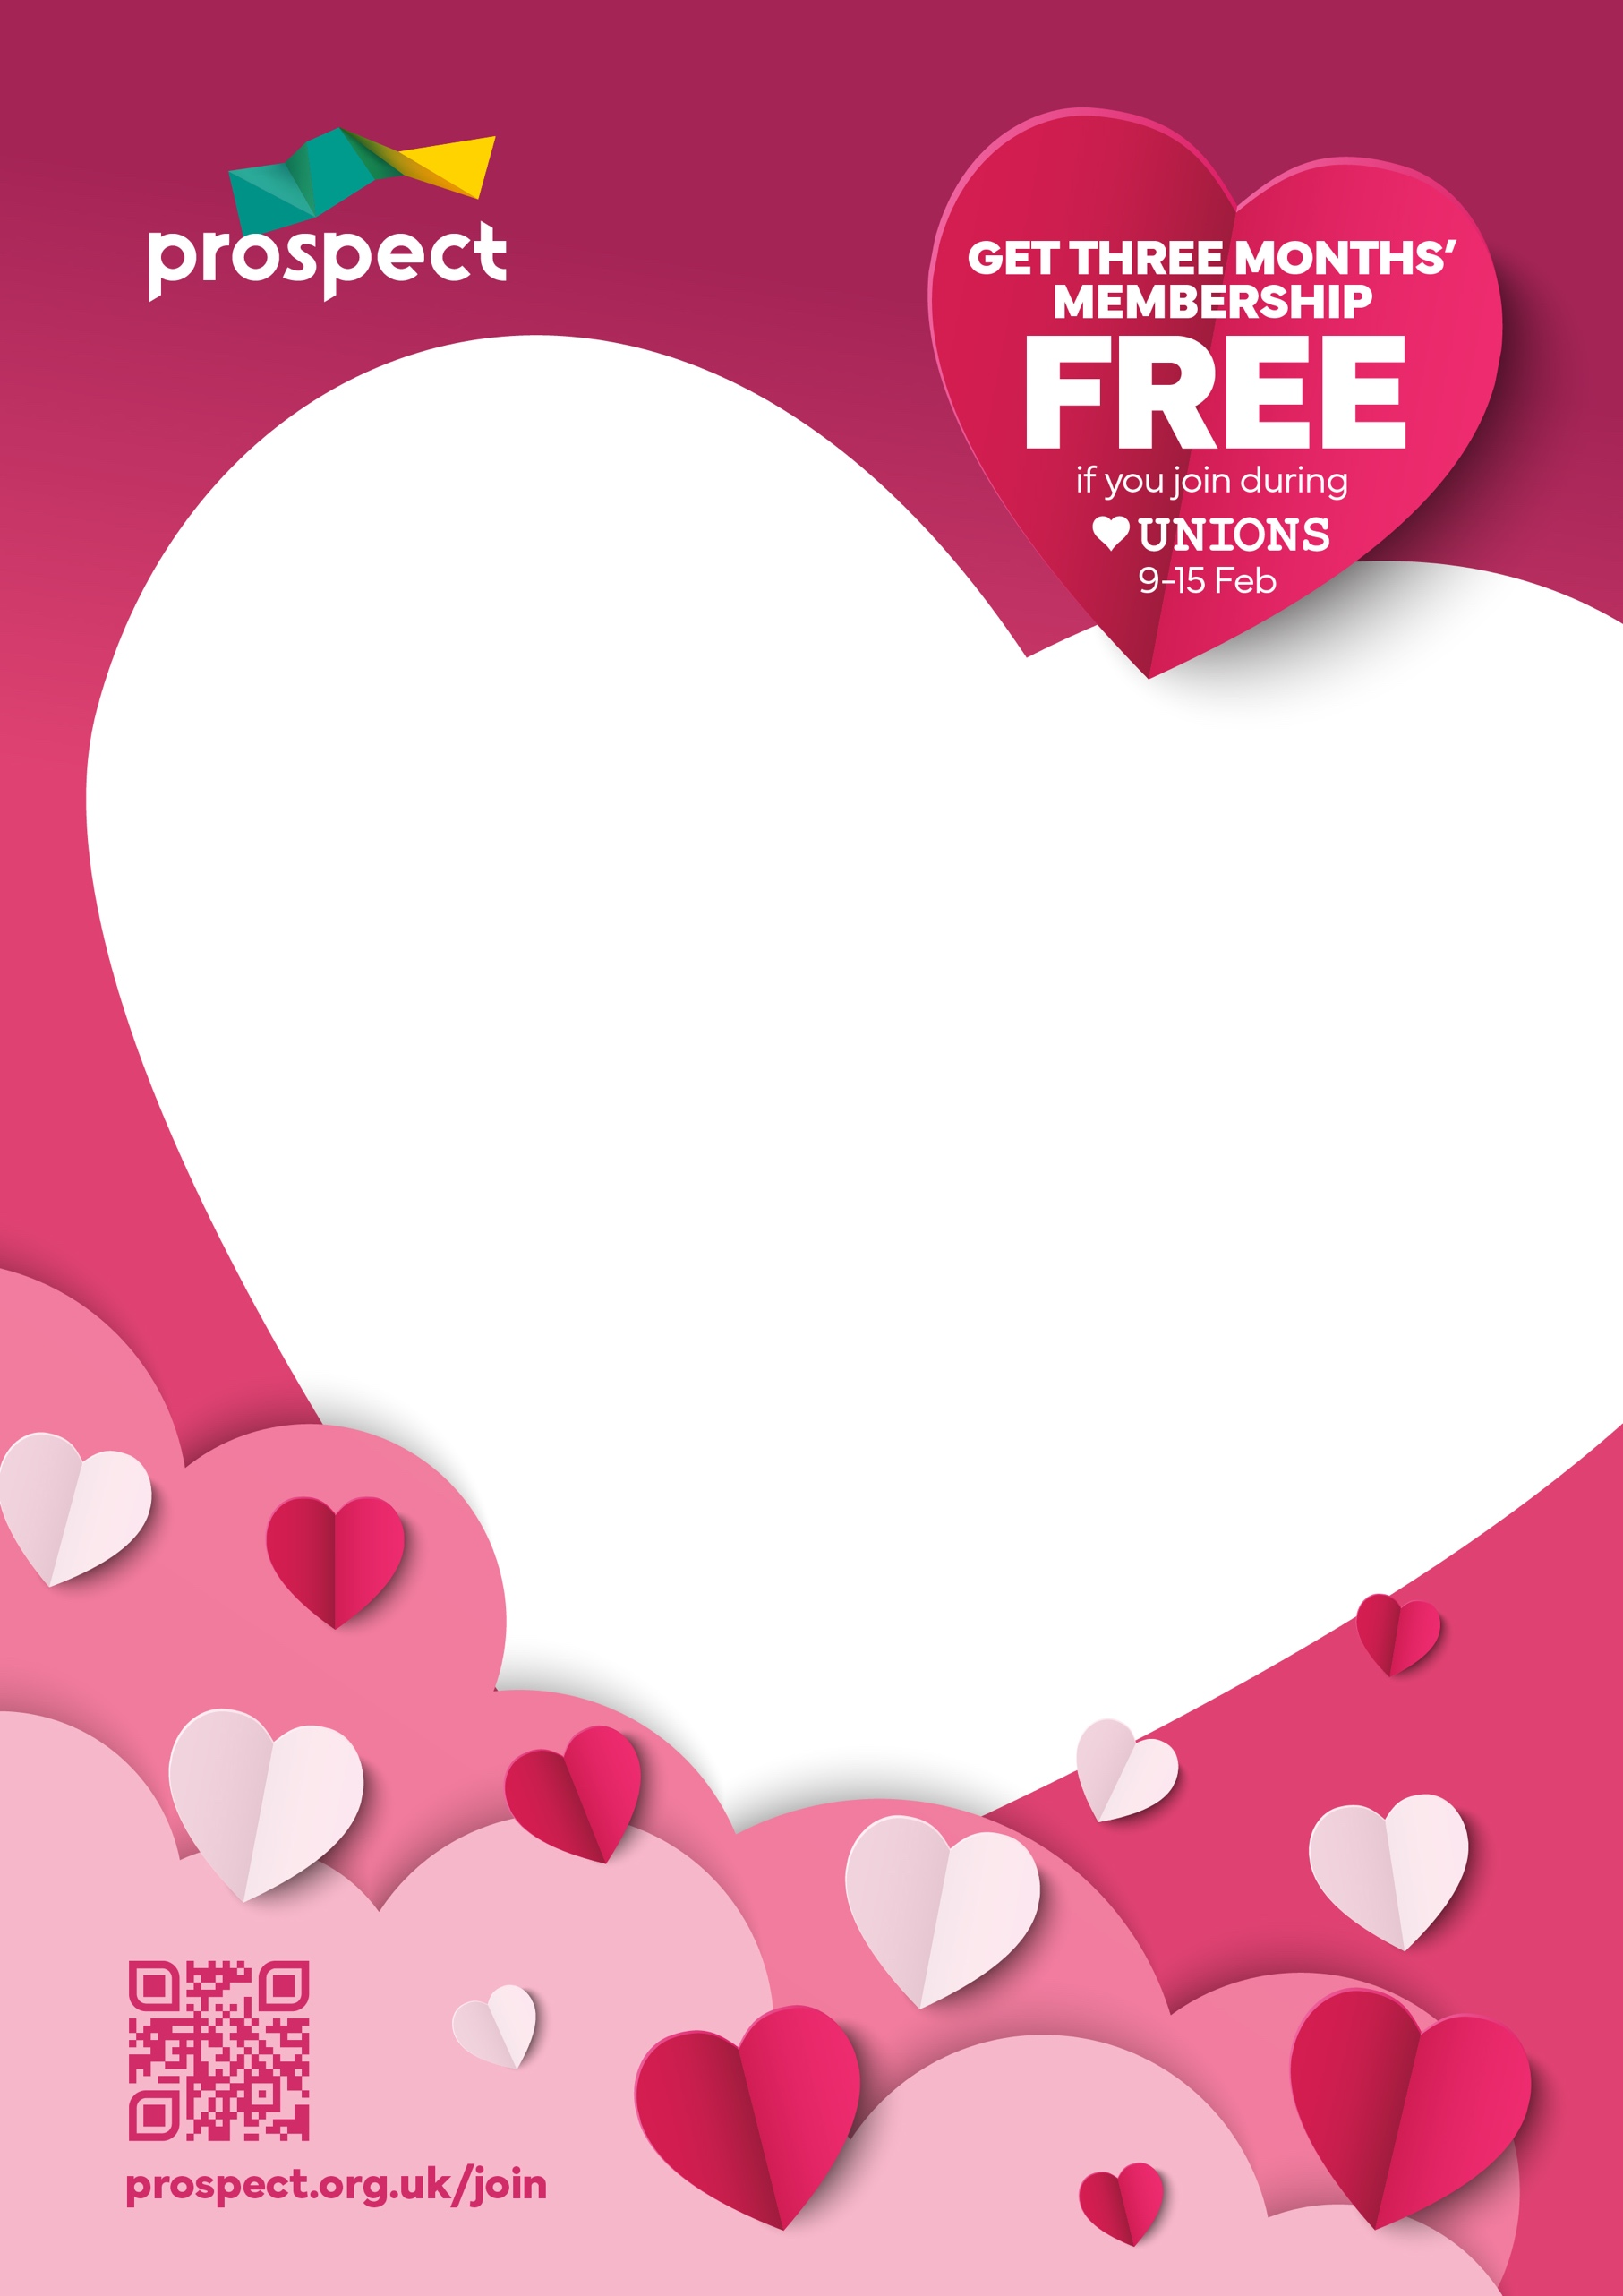 prospect
GET THREE MONTHS’
MEMBERSHIP
FREE
if you join during
♥ UNIONS
9-15 Feb
prospect.org.uk/join